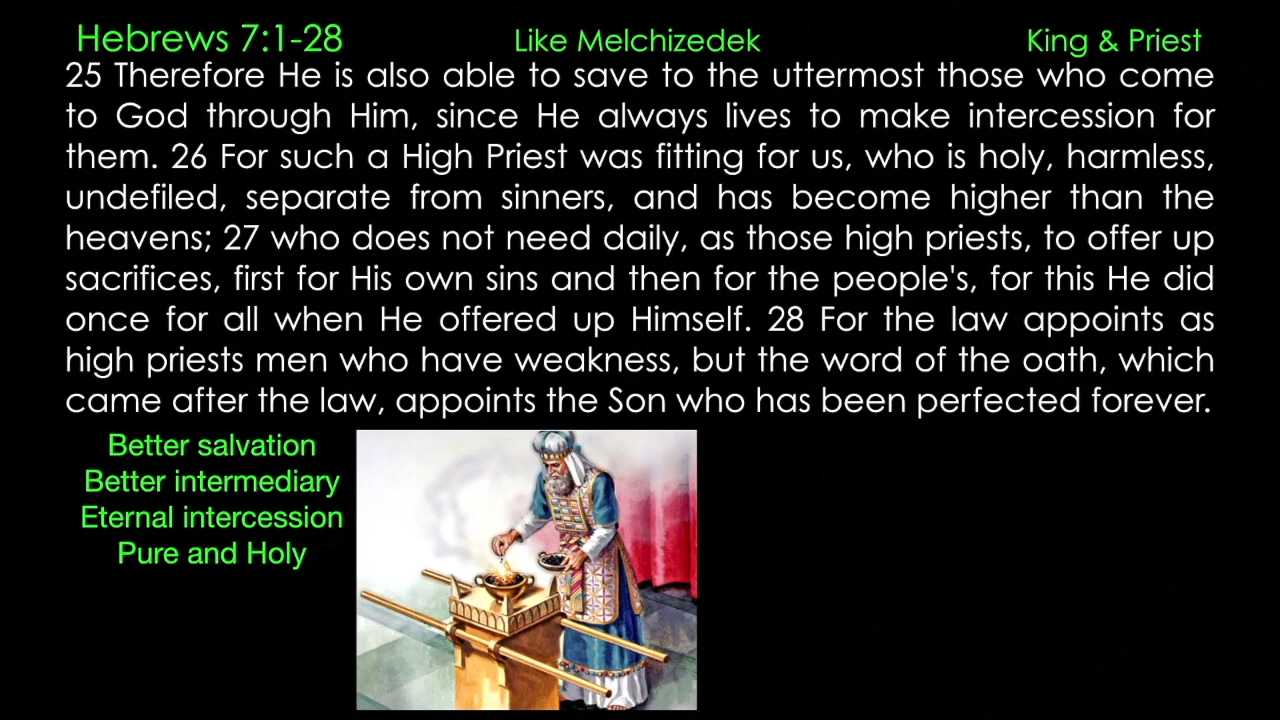 Hebrews 7:1-28 Like Melchizedek King & Priest
25 Therefore He is also able to save to the uttermost those who come
to God through Him, since He always lives to make intercession for
them. 26 For such a High Priest was fitting for us, who is holy, harmless,
undefiled, separate from sinners, and has become higher than the
heavens; 27 who does not need daily, as those high priests, to offer up
sacrifices, first for His own sins and then for the people's, for this He did
once for all when He offered up Himself. 28 For the law appoints as
high priests men who have weakness, but the word of the oath, which
came after the law, appoints the Son who has been perfected forever.
Better salvation
Better intermediary
Eternal intercession
Pure and Holy